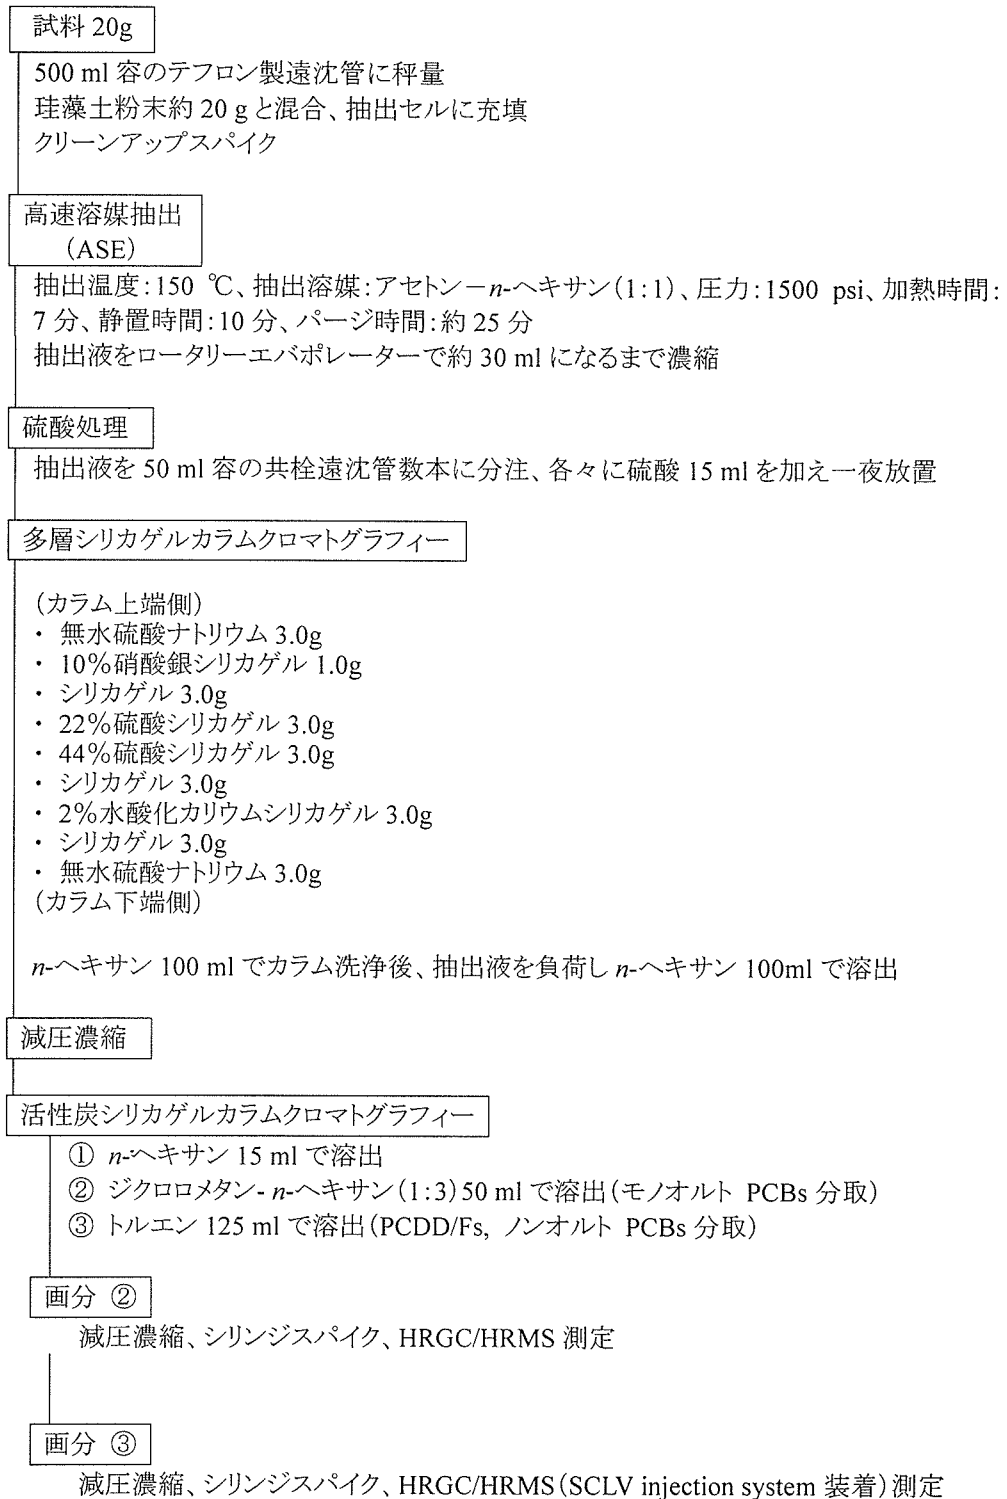 試料 20g
500 ml 容のテフロン製遠沈管に秤量
珪藻土粉末約 20 g と混合、抽出セルに充填
クリーンアップスパイク
高速溶媒抽出
(ASE)
抽出温度:150 ℃、抽出溶媒:アセトン－n-ヘキサン(1:1)、圧力:1500 psi、加熱時間:
7 分、静置時間:10 分、パージ時間:約 25 分
抽出液をロータリーエバポレーターで約 30 ml になるまで濃縮
硫酸処理
抽出液を 50 ml 容の共栓遠沈管数本に分注、各々に硫酸 15 ml を加え一夜放置
多層シリカゲルカラムクロマトグラフィー
(カラム上端側)
・ 無水硫酸ナトリウム 3.0g
・ 10%硝酸銀シリカゲル 1.0g
・ シリカゲル 3.0g
・ 22%硫酸シリカゲル 3.0g
・ 44%硫酸シリカゲル 3.0g
・ シリカゲル 3.0g
・ 2%水酸化カリウムシリカゲル 3.0g
・ シリカゲル 3.0g
・ 無水硫酸ナトリウム 3.0g
(カラム下端側)
n-ヘキサン 100 ml でカラム洗浄後、抽出液を負荷し n-ヘキサン 100ml で溶出
減圧濃縮
活性炭シリカゲルカラムクロマトグラフィー
① n-ヘキサン 15 ml で溶出
② ジクロロメタン- n-ヘキサン(1:3)50 ml で溶出(モノオルト PCBs 分取)
③ トルエン 125 ml で溶出(PCDD/Fs, ノンオルト PCBs 分取)
画分 ②
減圧濃縮、シリンジスパイク、HRGC/HRMS 測定
画分 ③
減圧濃縮、シリンジスパイク、HRGC/HRMS(SCLV injection system 装着)測定